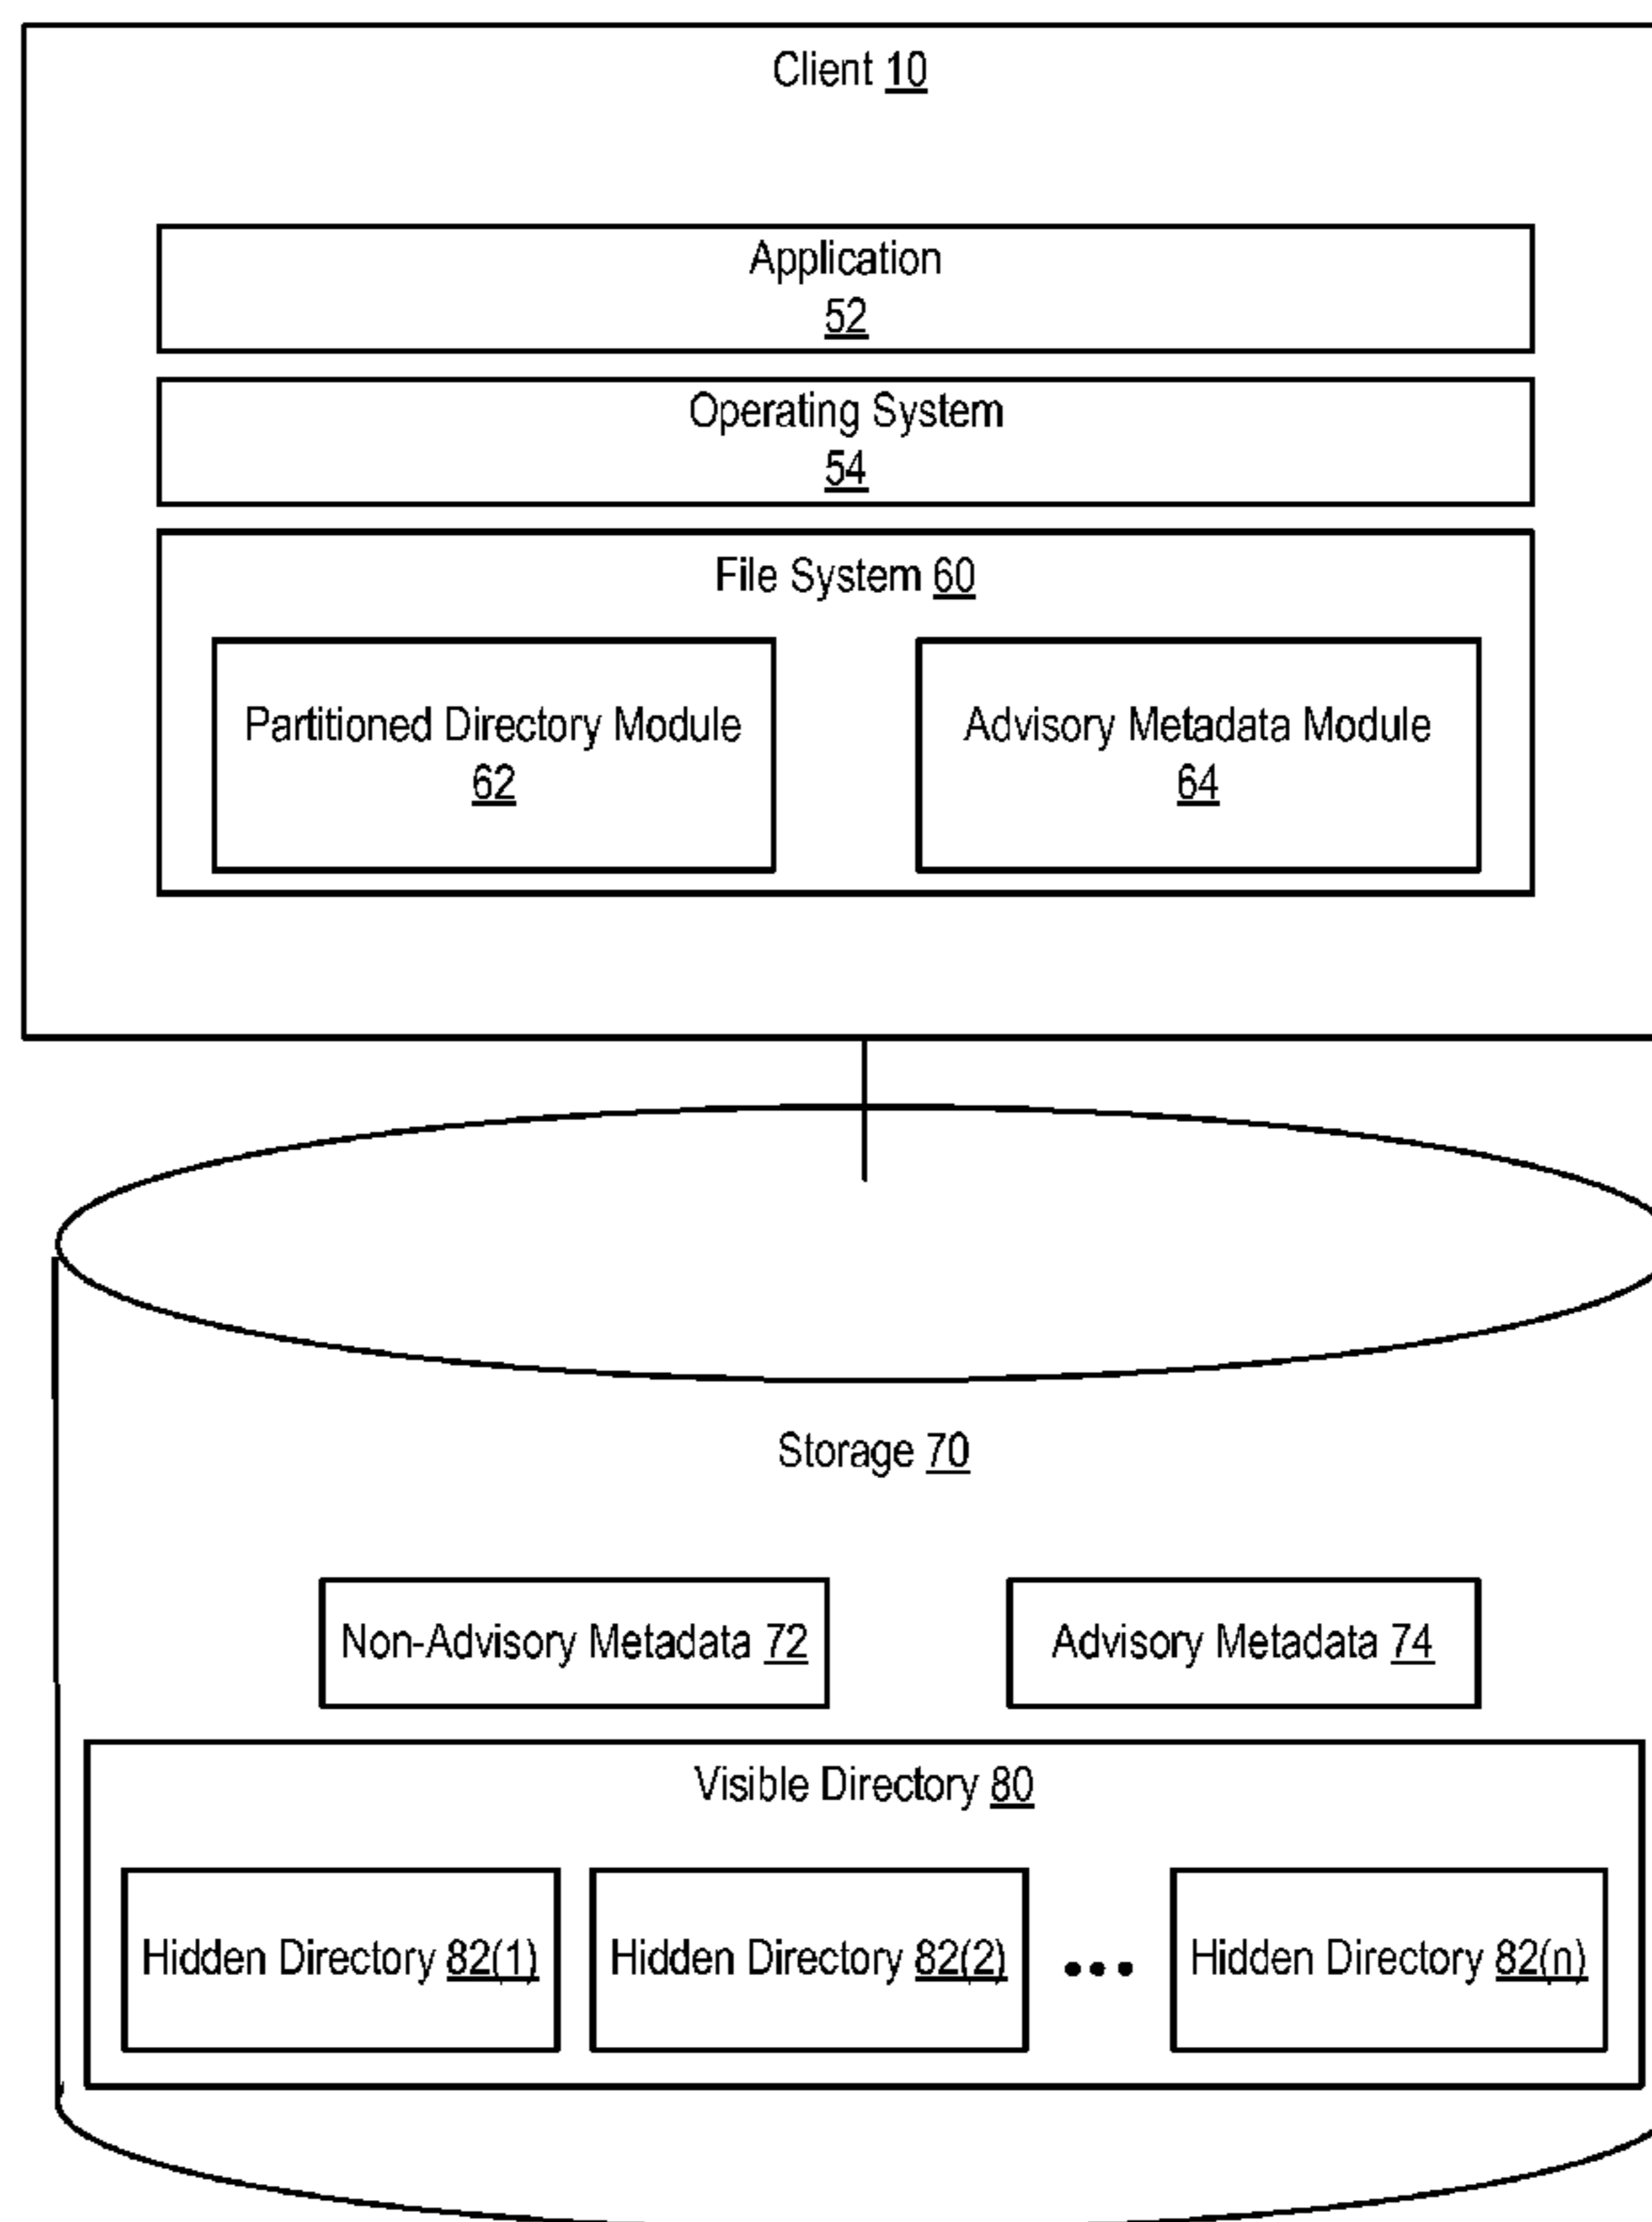 Client 10
Application
52
Operating System
54
File System 60
Partitioned Directory Module
62
Advisory Metadata Module
64
Storage 70
Non-Advisory Metadata 72
Advisory Metadata 74
Visible Directory 80
Hidden Directory 82(1)
Hidden Directory 82(2)
•••
Hidden Directory 82(n)